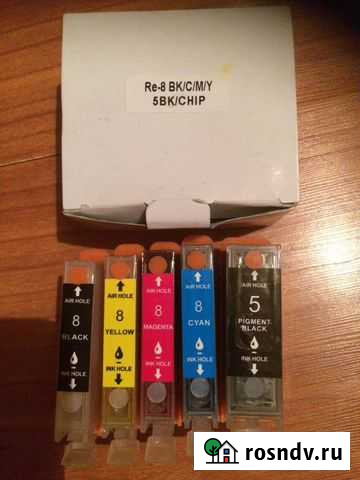 Re-8 BK/C/M/Y
5BK/CHIP
AIR HOLE
8
BLACK
INK HOLE
AIR HOLE
8
YELLOW
INK HOLE
AIR HOLE
8
MAGENTA
INK HOLE
AIR HOLE
8
CYAN
INK HOLE
AIR HOLE
5
PIGMENT
BLACK
INK HOLE
rosndv.ru